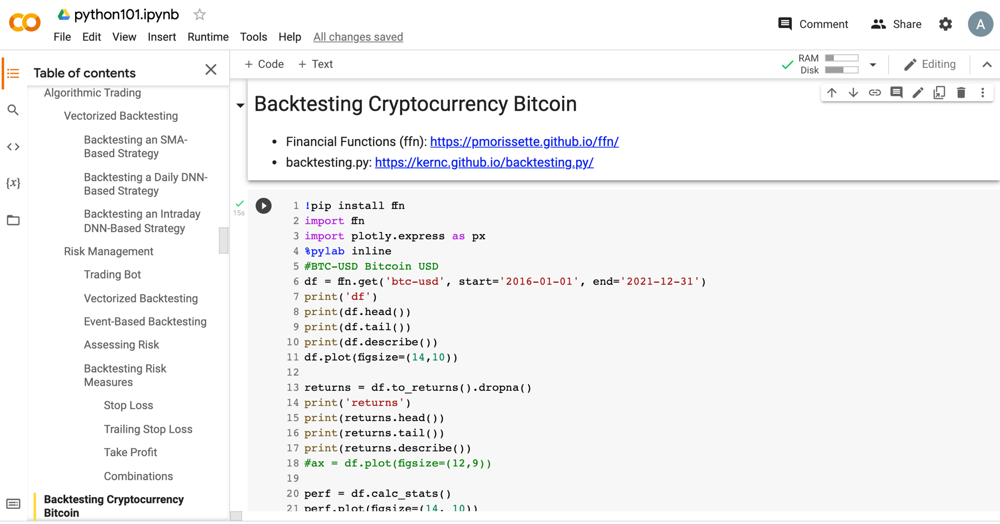 python101.ipynb
File Edit View Insert Runtime Tools Help All changes saved
Comment Share A
Table of contents
Algorithmic Trading
Vectorized Backtesting
Backtesting an SMA-
Based Strategy
Backtesting a Daily DNN-
Based Strategy
Backtesting an Intraday
DNN-Based Strategy
Risk Management
Trading Bot
Vectorized Backtesting
Event-Based Backtesting
Assessing Risk
Backtesting Risk
Measures
Stop Loss
Trailing Stop Loss
Take Profit
Combinations
Backtesting Cryptocurrency
Bitcoin
+ Code + Text
RAM
Disk
Editing
Backtesting Cryptocurrency Bitcoin
• Financial Functions (ffn): https://pmorissette.github.io/ffn/
• backtesting.py: https://kernc.github.io/backtesting.py/
15s
1 !pip install ffn
2 import ffn
3 import plotly.express as px
4 %pylab inline
5 #BTC-USD Bitcoin USD
6 df = ffn.get('btc-usd', start='2016-01-01', end='2021-12-31')
7 print('df')
8 print(df.head())
9 print(df.tail())
10 print(df.describe())
11 df.plot(figsize=(14,10))
12
13 returns = df.to_returns().dropna()
14 print('returns')
15 print(returns.head())
16 print(returns.tail())
17 print(returns.describe())
18 #ax = df.plot(figsize=(12,9))
19
20 perf = df.calc_stats()
21 perf.plot(figsize=(14, 10))